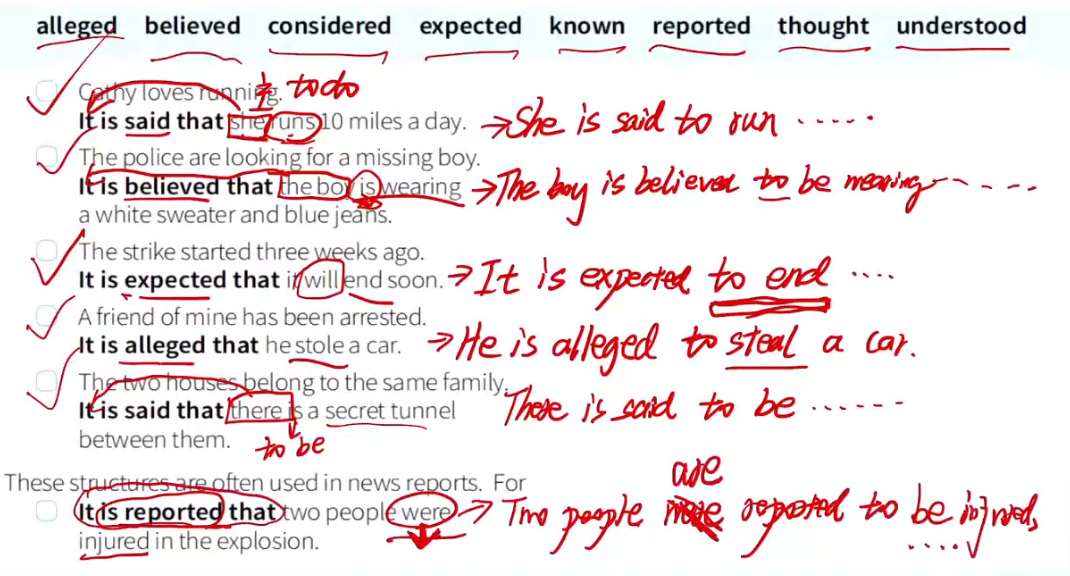 alleged believed considered expected known reported thought understood
Cathy loves running. to do
It is said that she runs 10 miles a day. → She is said to run ......
The police are looking for a missing boy.
It is believed that the boy is wearing → The boy is believed to be wearing ......
a white sweater and blue jeans.
The strike started three weeks ago.
It is expected that it will end soon. → It is expected to end ....
A friend of mine has been arrested.
It is alleged that he stole a car. → He is alleged to steal a car.
The two houses belong to the same family.
It is said that there is a secret tunnel There is said to be ......
between them. to be
These structures are often used in news reports. For
are
It is reported that two people were → Two people reported to be injured,
injured in the explosion. ....